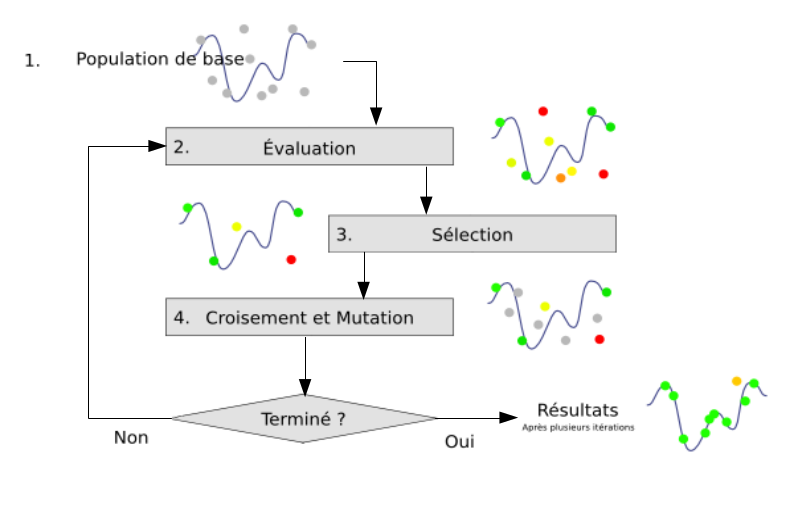 1. Population de base
2. Évaluation
3. Sélection
4. Croisement et Mutation
Terminé ?
Résultats
Après plusieurs itérations
Non
Oui